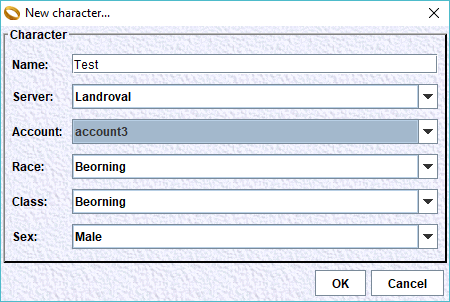 New character...
Character
Name: Test
Server: Landroval
Account: account3
Race: Beorning
Class: Beorning
Sex: Male
OK Cancel